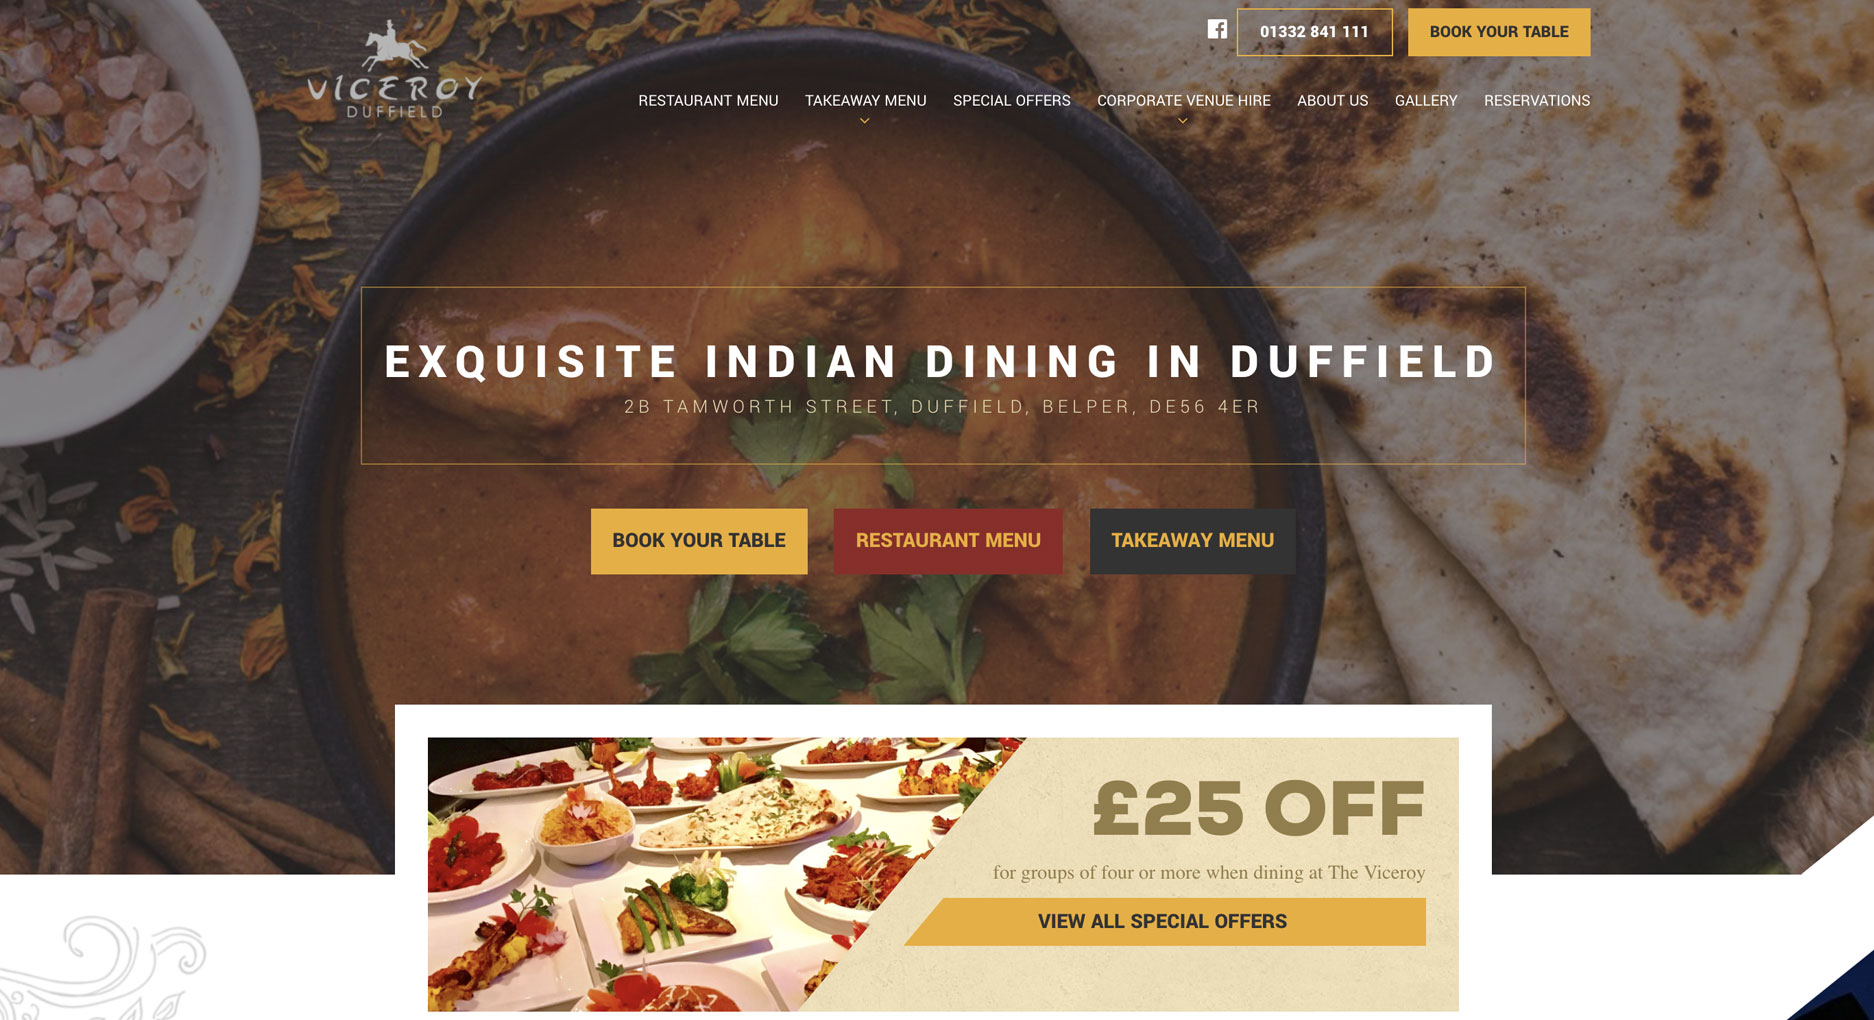 VICEROY
DUFFIELD
01332 841 111
BOOK YOUR TABLE
RESTAURANT MENU
TAKEAWAY MENU
SPECIAL OFFERS
CORPORATE VENUE HIRE
ABOUT US
GALLERY
RESERVATIONS
EXQUISITE INDIAN DINING IN DUFFIELD
2B TAMWORTH STREET, DUFFIELD, BELPER, DE56 4ER
BOOK YOUR TABLE
RESTAURANT MENU
TAKEAWAY MENU
£25 OFF
for groups of four or more when dining at The Viceroy
VIEW ALL SPECIAL OFFERS